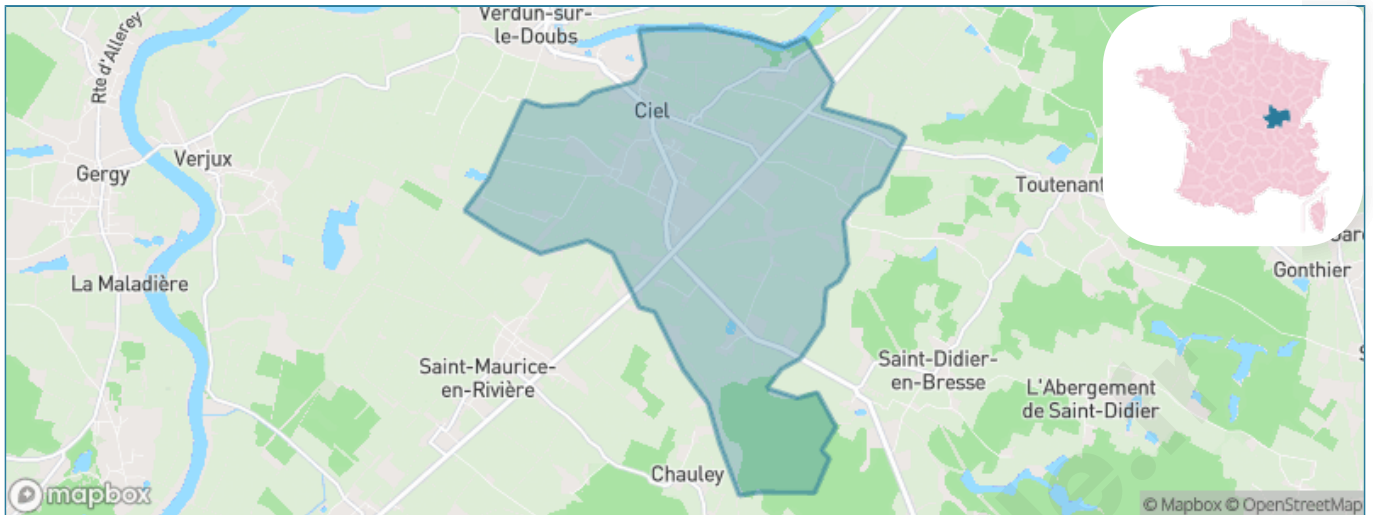 Verdun-sur-
le-Doubs
Rte d'Allerey
Ciel
Verjux
Gergy
Toutenant
La Maladière
Gonthier
Saint-Maurice-
en-Rivière
Saint-Didier-
en-Bresse
L'Abergement
de Saint-Didier
Chauley
mapbox
© Mapbox © OpenStreetMap